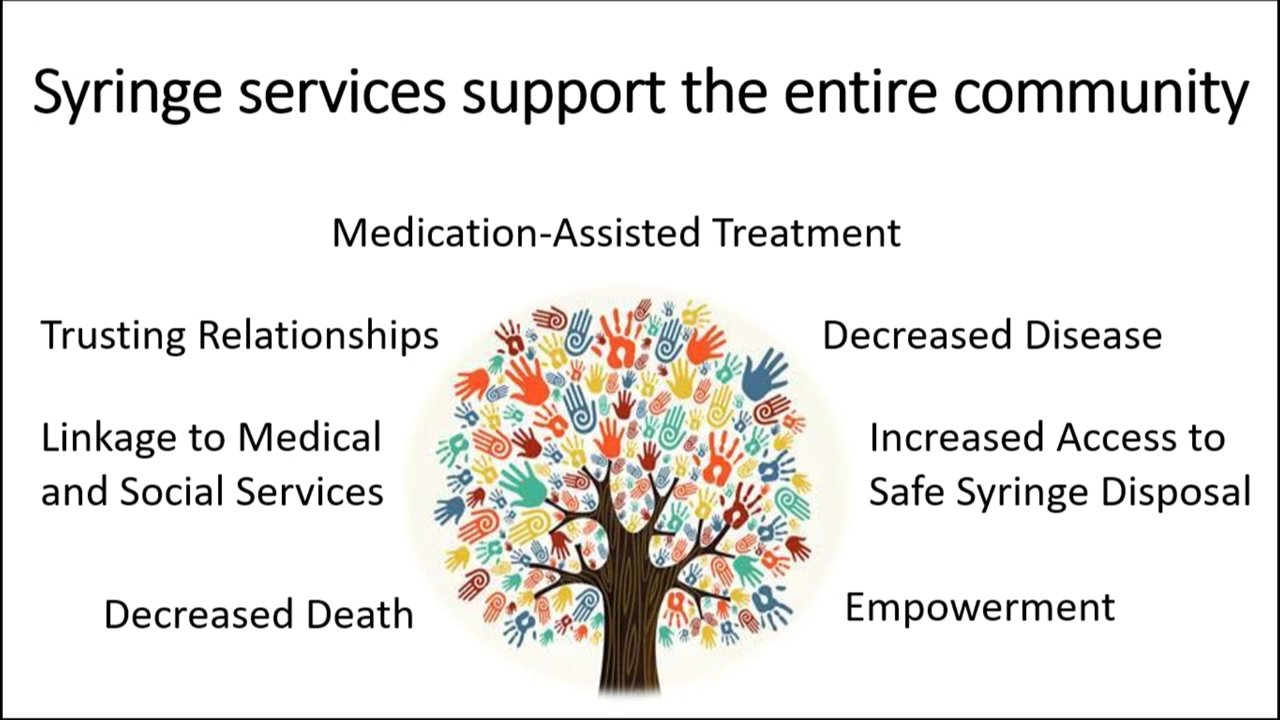 Syringe services support the entire community
Medication-Assisted Treatment
Trusting Relationships
Decreased Disease
Linkage to Medical
and Social Services
Increased Access to
Safe Syringe Disposal
Decreased Death
Empowerment